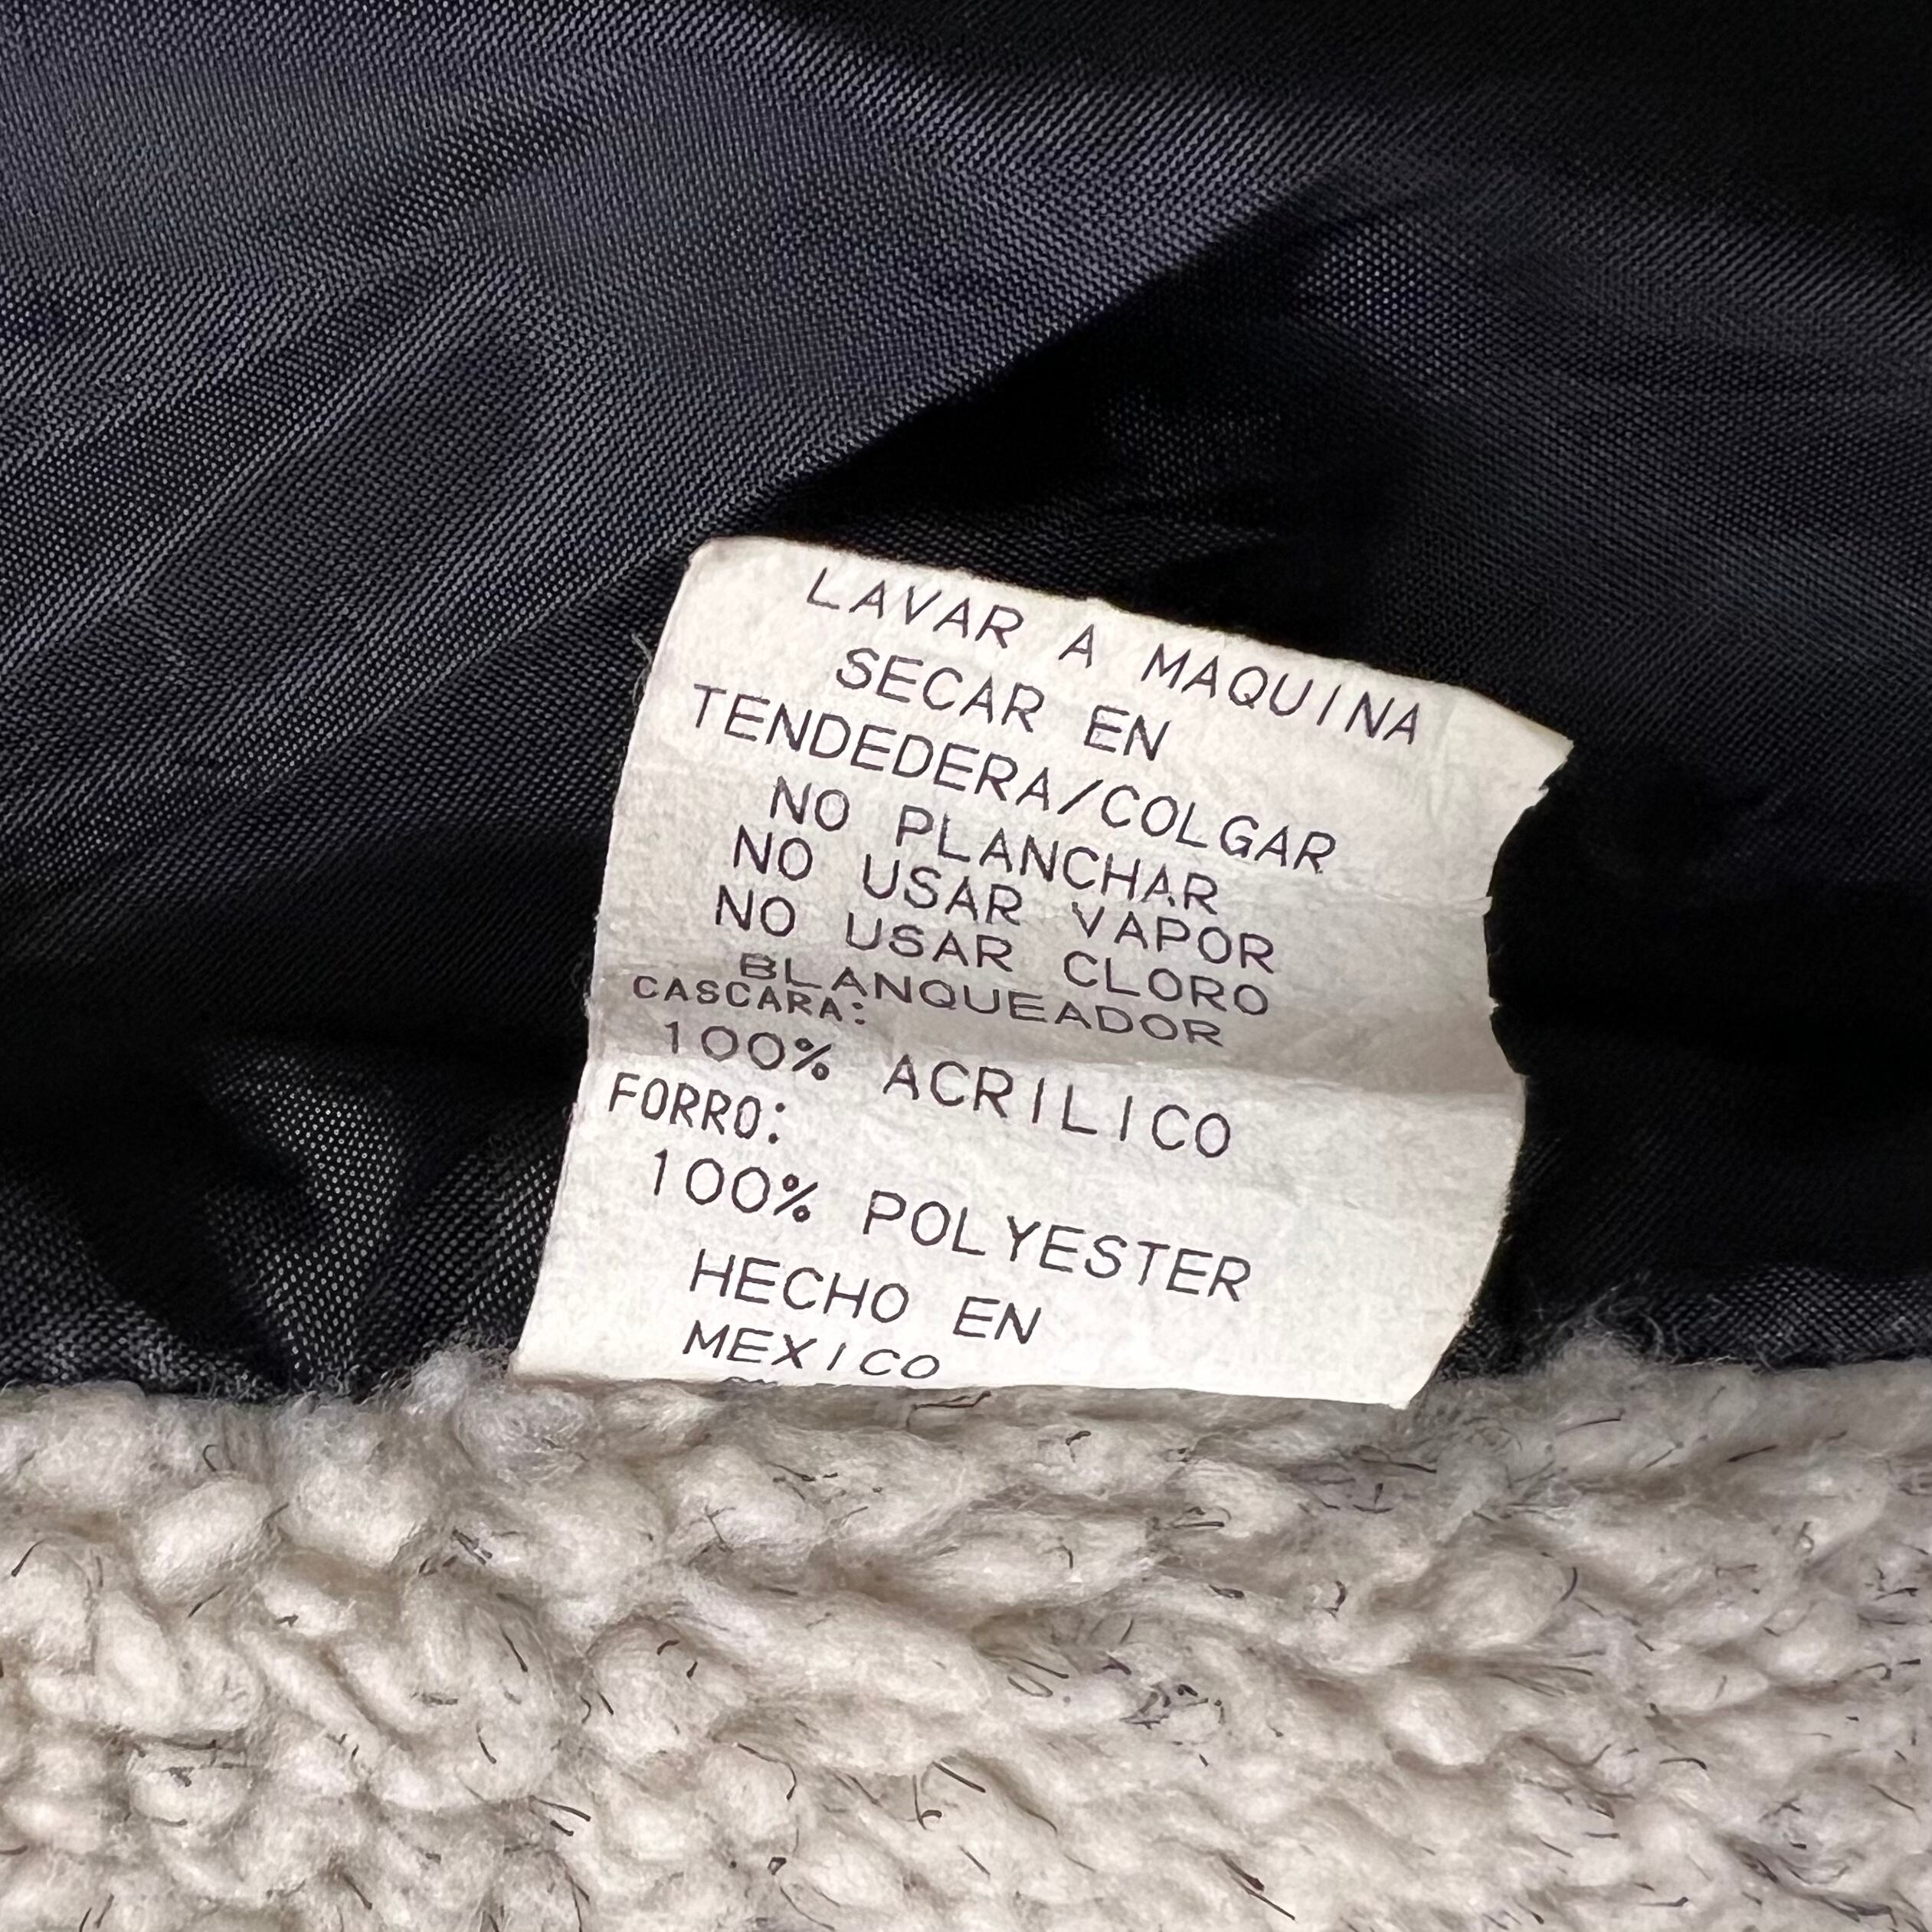 LAVAR A MAQUINA
SECAR EN
TENDEDERA/COLGAR
NO PLANCHAR
NO USAR VAPOR
NO USAR CLORO
BLANQUEADOR
CASCARA:
100% ACRILICO
FORRO:
100% POLYESTER
HECHO EN
MEXICO